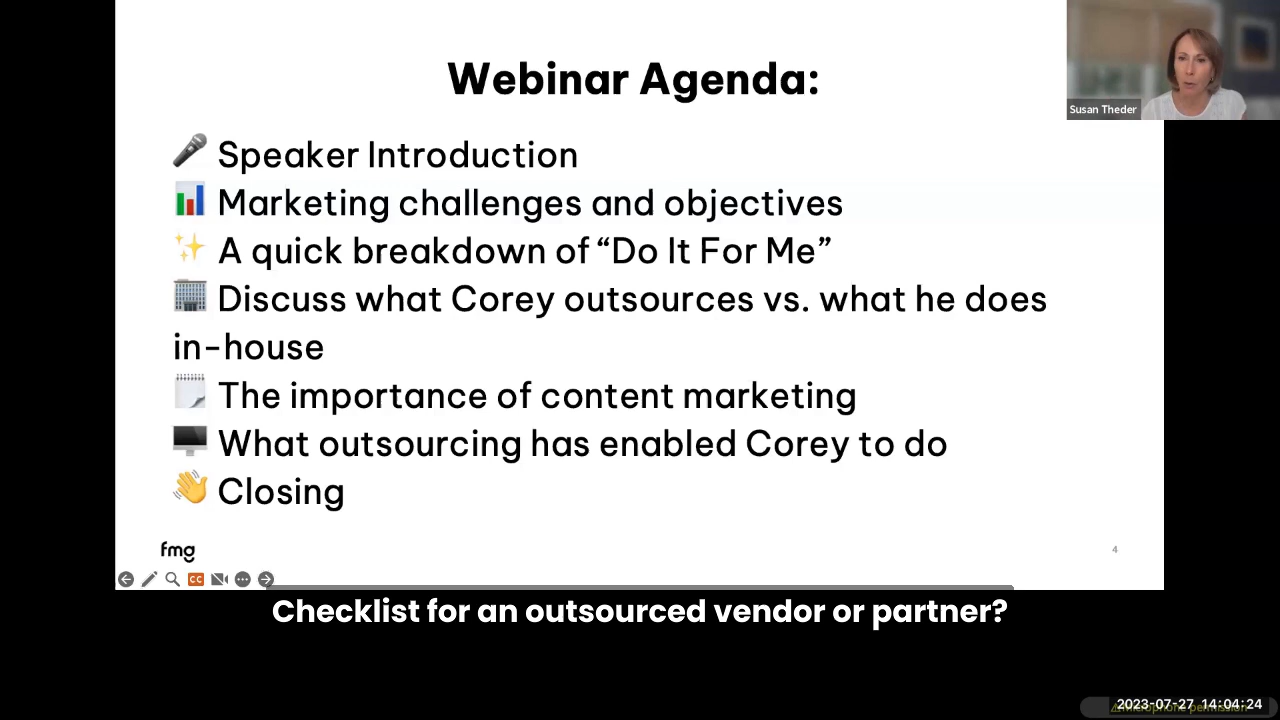 Webinar Agenda:
Susan Theder
🎤 Speaker Introduction
📊 Marketing challenges and objectives
✨ A quick breakdown of “Do It For Me”
🏢 Discuss what Corey outsources vs. what he does
in-house
🗒️ The importance of content marketing
🖥️ What outsourcing has enabled Corey to do
👋 Closing
fmg
4
CC
Checklist for an outsourced vendor or partner?
2023-07-27 14:04:24